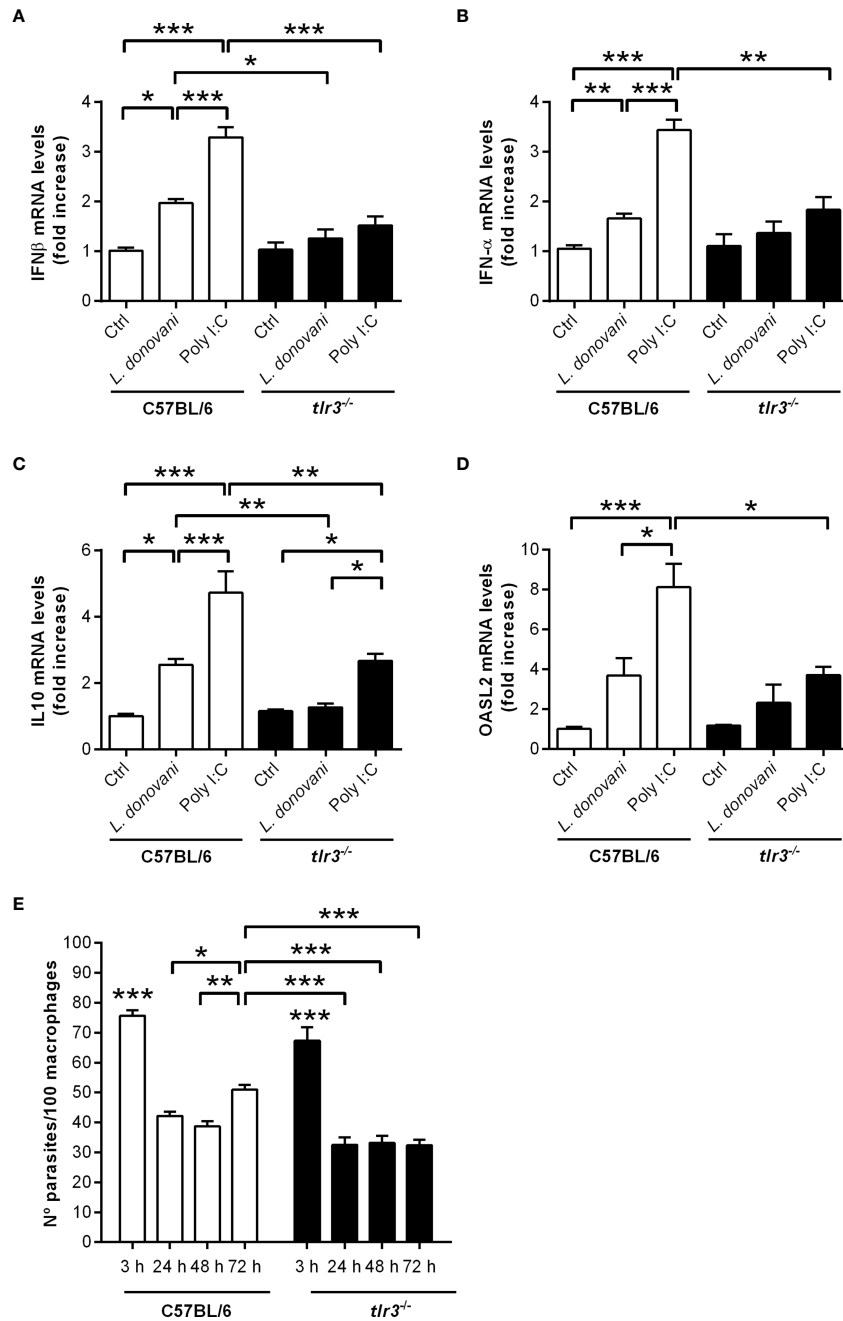 A
*** ***
*
* ***
IFNβ mRNA levels
(fold increase)
4
3
2
1
0
Ctrl
L. donovani
Poly I:C
Ctrl
L. donovani
Poly I:C
C57BL/6
tlr3-/-
B
*** **
** ***
IFN-α mRNA levels
(fold increase)
4
3
2
1
0
Ctrl
L. donovani
Poly I:C
Ctrl
L. donovani
Poly I:C
C57BL/6
tlr3-/-
C
*** **
**
* *** *
*
IL10 mRNA levels
(fold increase)
6
4
2
0
Ctrl
L. donovani
Poly I:C
Ctrl
L. donovani
Poly I:C
C57BL/6
tlr3-/-
D
*** *
*
OASL2 mRNA levels
(fold increase)
10
8
6
4
2
0
Ctrl
L. donovani
Poly I:C
Ctrl
L. donovani
Poly I:C
C57BL/6
tlr3-/-
E
***
* ***
** ***
*** ***
Nº parasites/100 macrophages
100
90
80
70
60
50
40
30
20
10
0
3 h 24 h 48 h 72 h 3 h 24 h 48 h 72 h
C57BL/6 tlr3-/-